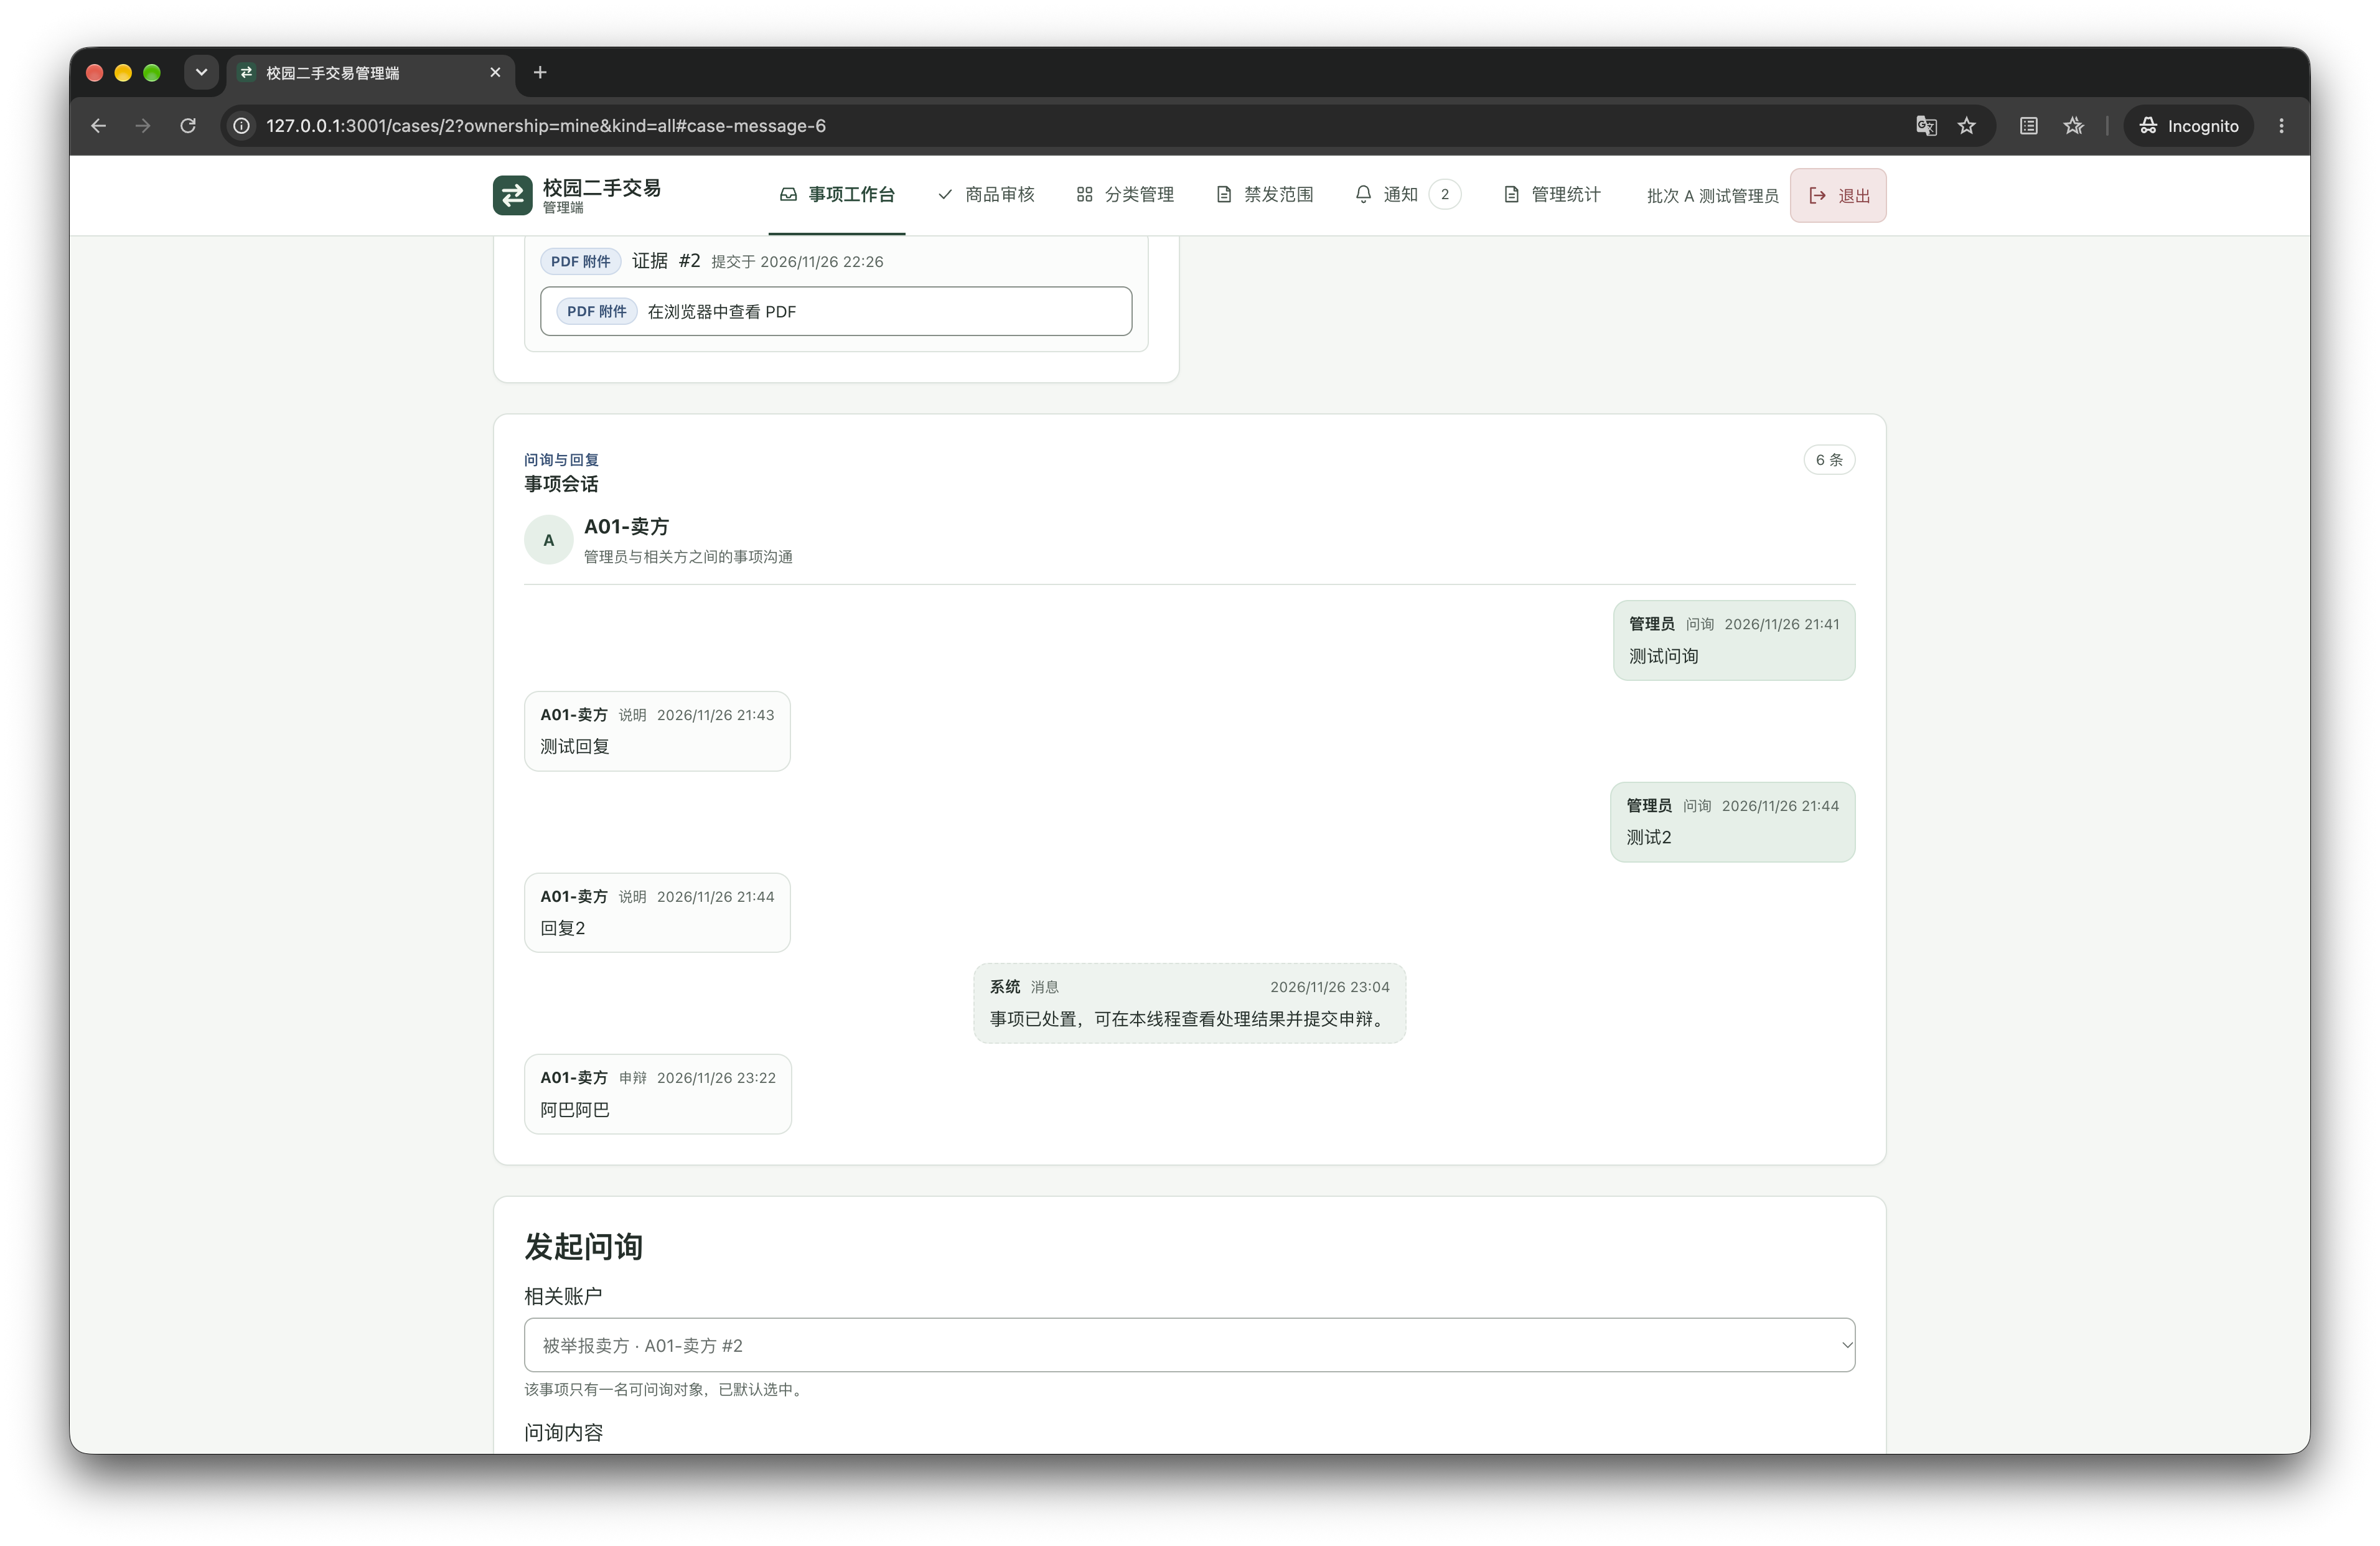 校园二手交易管理端
127.0.0.1:3001/cases/2?ownership=mine&kind=all#case-message-6
Incognito
校园二手交易
管理端
事项工作台
商品审核
分类管理
禁发范围
通知 2
管理统计
批次 A 测试管理员
退出
PDF 附件 证据 #2 提交于 2026/11/26 22:26
PDF 附件 在浏览器中查看 PDF
问询与回复
事项会话
6 条
A
A01-卖方
管理员与相关方之间的事项沟通
管理员 问询 2026/11/26 21:41
测试问询
A01-卖方 说明 2026/11/26 21:43
测试回复
管理员 问询 2026/11/26 21:44
测试2
A01-卖方 说明 2026/11/26 21:44
回复2
系统 消息 2026/11/26 23:04
事项已处置，可在本线程查看处理结果并提交申辩。
A01-卖方 申辩 2026/11/26 23:22
阿巴阿巴
发起问询
相关账户
被举报卖方 · A01-卖方 #2
该事项只有一名可问询对象，已默认选中。
问询内容